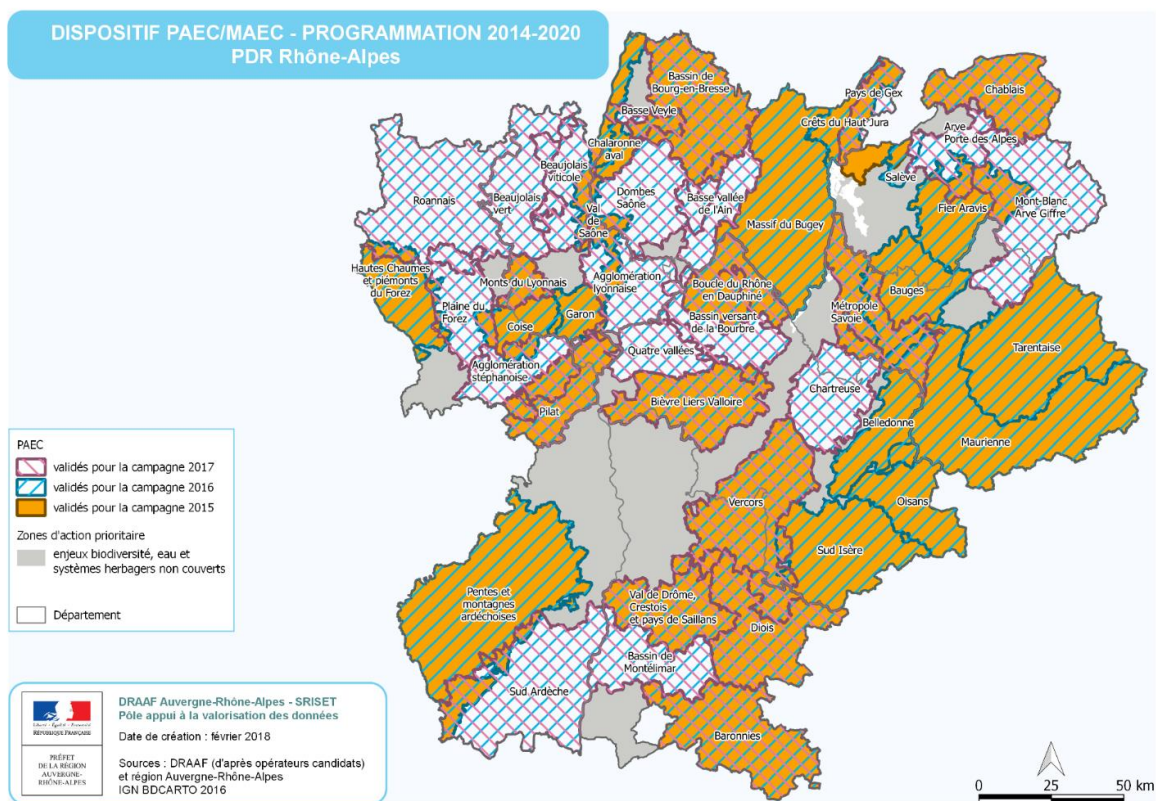 DISPOSITIF PAEC/MAEC - PROGRAMMATION 2014-2020
PDR Rhône-Alpes
Bassin de
Bourg-en-Bresse
Basse Veyle
Pays de Gex
Chablais
Crêts du Haut Jura
Arve
Porte des Alpes
Chalaronne
aval
Beaujolais
viticole
Salève
Roannais
Beaujolais
vert
Dombes
Saône
Basse vallée
de l'Ain
Mont-Blanc
Arve Giffre
Fier Aravis
Val
de
Saône
Massif du Bugey
Hautes Chaumes
et piémonts
du Forez
Monts du Lyonnais
Agglomération
lyonnaise
Boucle du Rhône
en Dauphiné
Bauges
Plaine du
Forez
Métropole
Savoie
Coise
Garon
Bassin versant
de la Bourbre
Tarentaise
Quatre vallées
Agglomération
stéphanoise
Chartreuse
Bièvre Liers Valloire
Pilat
Belledonne
Maurienne
Vercors
Oisans
Sud Isère
Pentes et
montagnes
ardéchoises
Val de Drôme,
Crestois
et pays de Saillans
Diois
Bassin de
Montélimar
Sud Ardèche
Baronnies
PAEC
validés pour la campagne 2017
validés pour la campagne 2016
validés pour la campagne 2015
Zones d'action prioritaire
enjeux biodiversité, eau et
systèmes herbagers non couverts
Département
Liberté • Égalité • Fraternité
RÉPUBLIQUE FRANÇAISE
PRÉFET
DE LA RÉGION
AUVERGNE-
RHÔNE-ALPES
DRAAF Auvergne-Rhône-Alpes - SRISET
Pôle appui à la valorisation des données
Date de création : février 2018
Sources : DRAAF (d'après opérateurs candidats)
et région Auvergne-Rhône-Alpes
IGN BDCARTO 2016
0 25 50 km